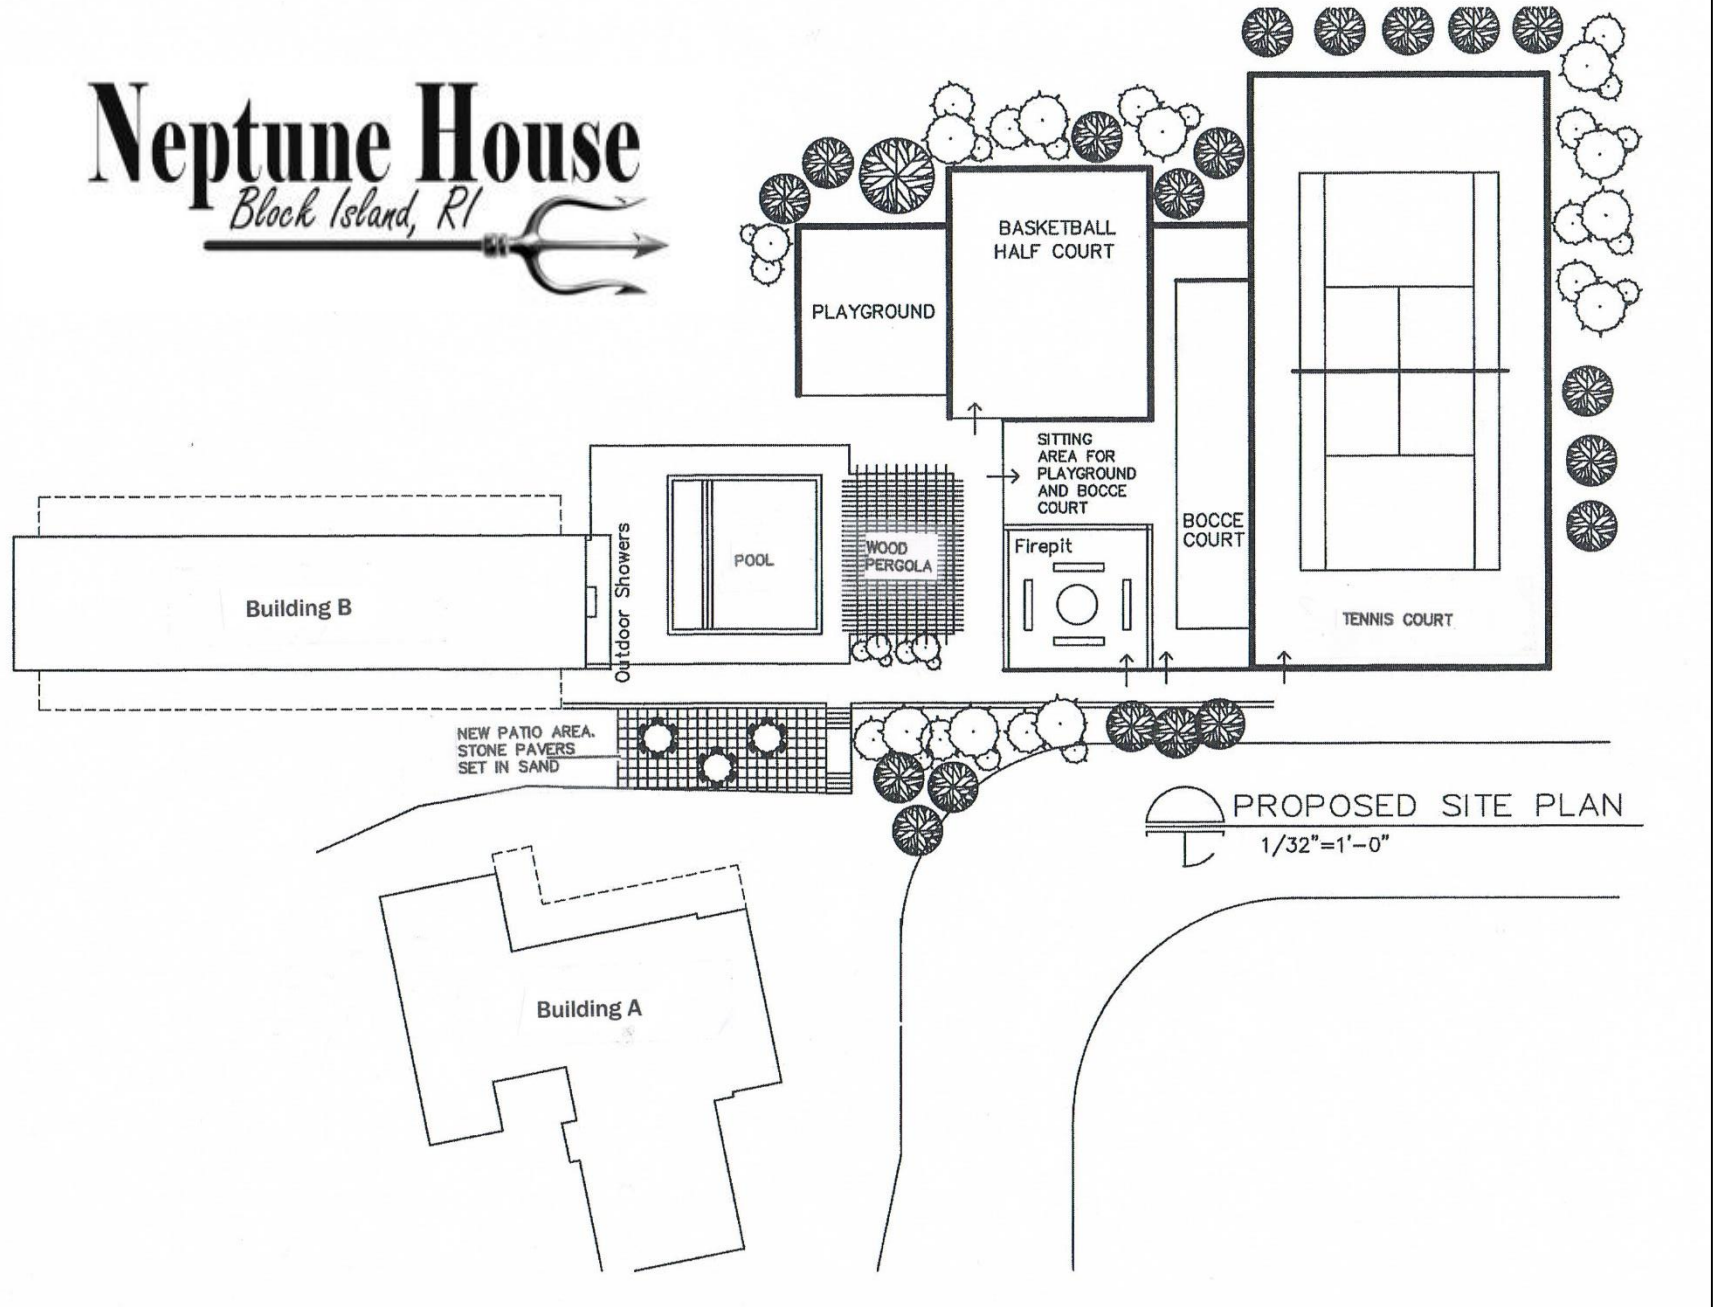 Neptune House
Block Island, RI
BASKETBALL
HALF COURT
PLAYGROUND
SITTING
AREA FOR
PLAYGROUND
AND BOCCE
COURT
BOCCE
COURT
Firepit
WOOD
PERGOLA
POOL
Outdoor Showers
Building B
TENNIS COURT
NEW PATIO AREA.
STONE PAVERS
SET IN SAND
PROPOSED SITE PLAN
1/32"=1'-0"
Building A